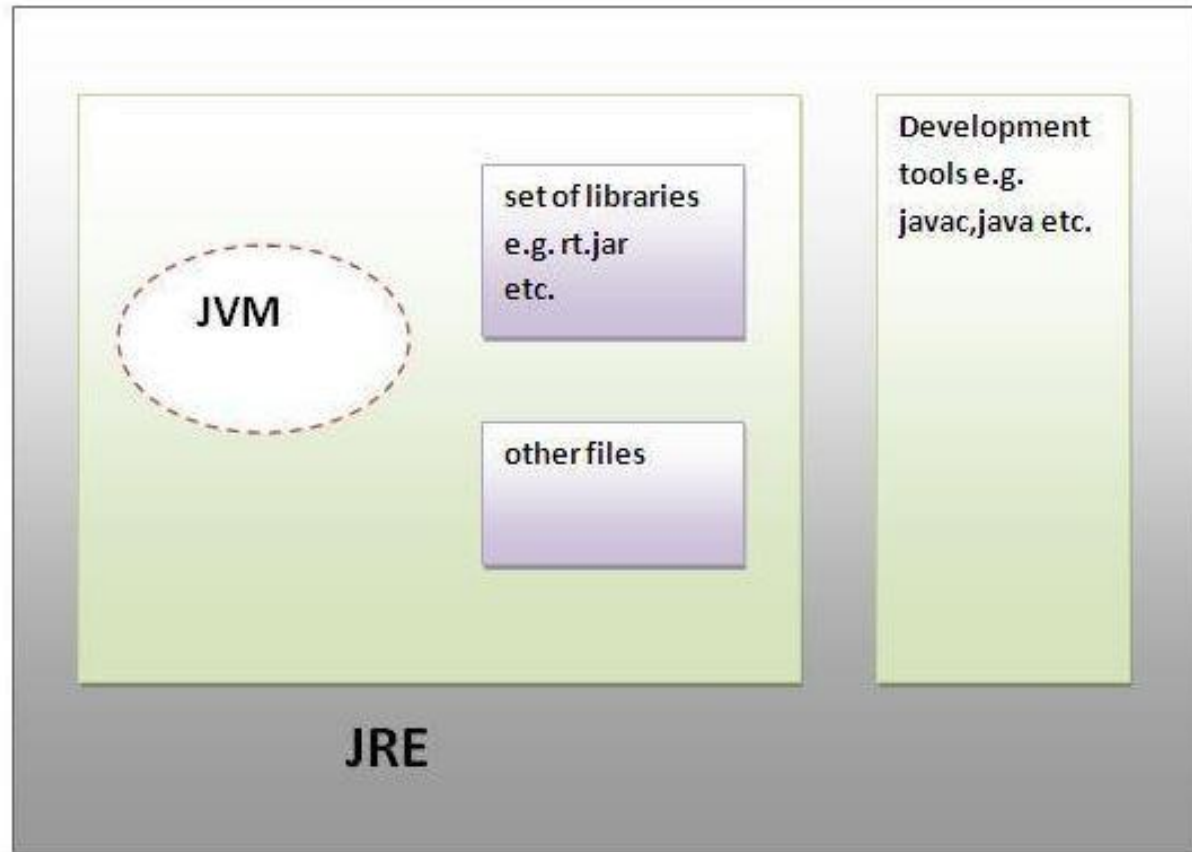 JVM
set of libraries
e.g. rt.jar
etc.
other files
Development
tools e.g.
javac,java etc.
JRE